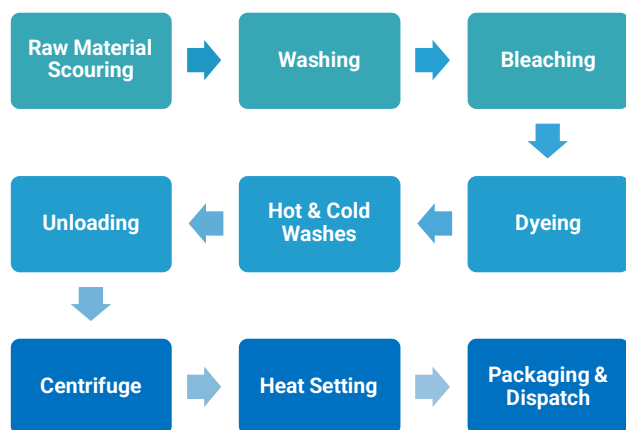 Raw Material
Scouring
Washing
Bleaching
Unloading
Hot & Cold
Washes
Dyeing
Centrifuge
Heat Setting
Packaging &
Dispatch